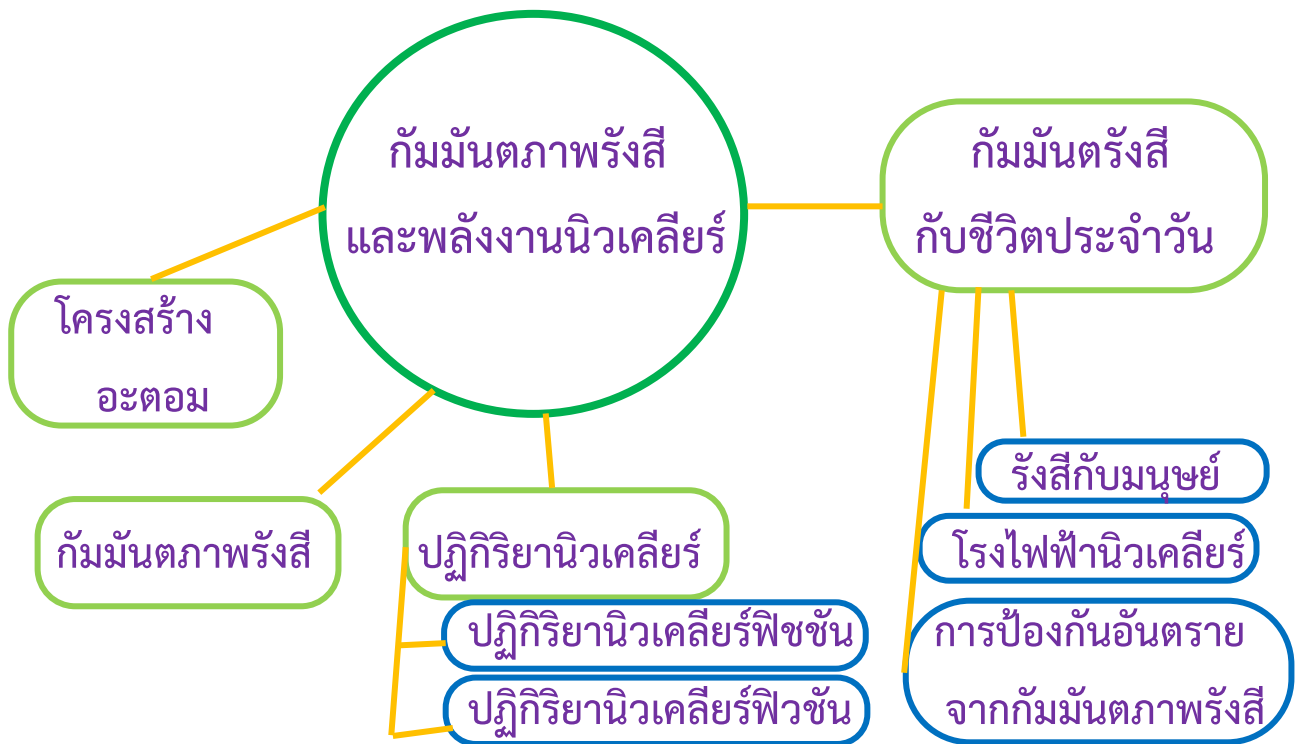 กัมมันตภาพรังสี
และพลังงานนิวเคลียร์
กัมมันตรังสี
กับชีวิตประจำวัน
โครงสร้าง
อะตอม
กัมมันตภาพรังสี
ปฏิกิริยานิวเคลียร์
ปฏิกิริยานิวเคลียร์ฟิชชัน
ปฏิกิริยานิวเคลียร์ฟิวชัน
รังสีกับมนุษย์
โรงไฟฟ้านิวเคลียร์
การป้องกันอันตราย
จากกัมมันตภาพรังสี